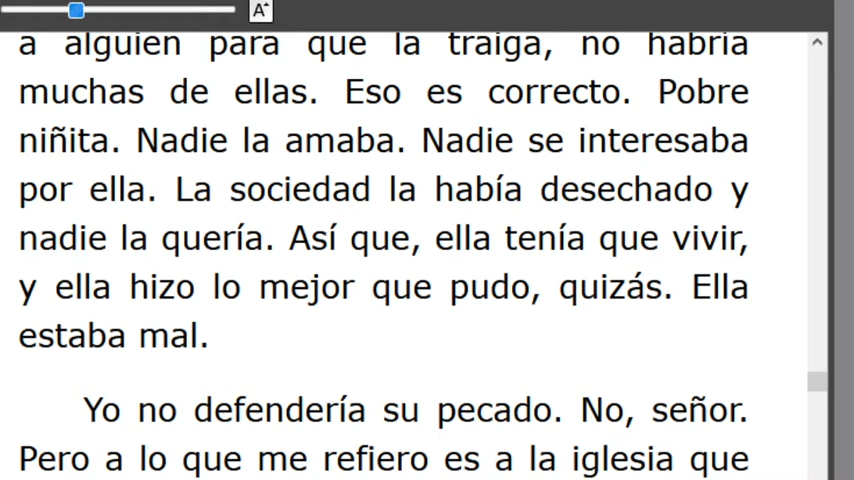 A
a alguien para que la traiga, no habría
muchas de ellas. Eso es correcto. Pobre
niñita. Nadie la amaba. Nadie se interesaba
por ella. La sociedad la había desechado y
nadie la quería. Así que, ella tenía que vivir,
y ella hizo lo mejor que pudo, quizás. Ella
estaba mal.
Yo no defendería su pecado. No, señor.
Pero a lo que me refiero es a la iglesia que